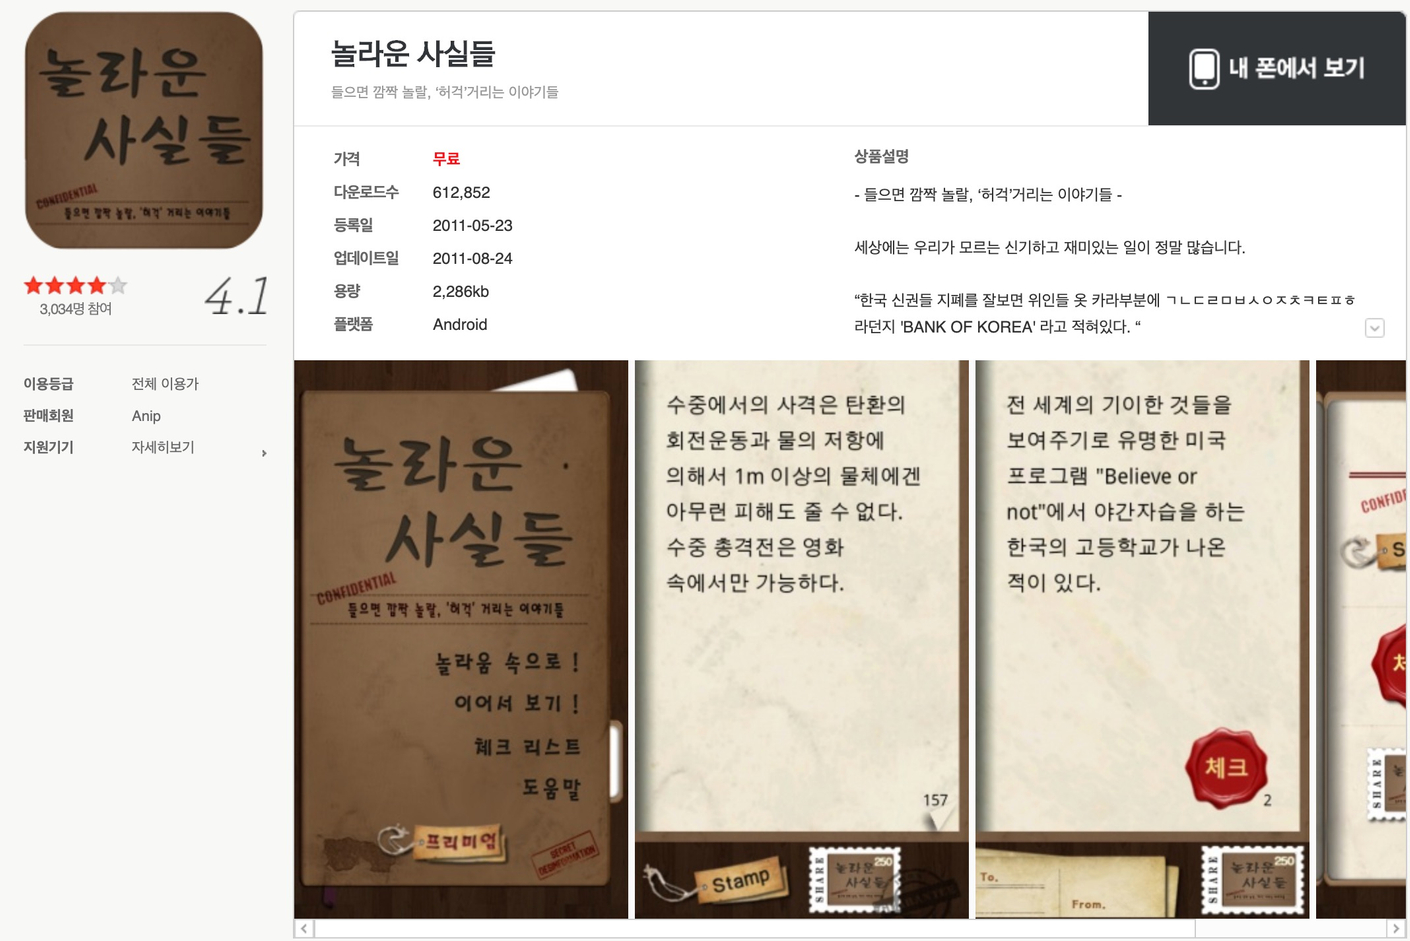 놀라운
사실들
CONFIDENTIAL
들으면 깜짝 놀랄, '허걱' 거리는 이야기들
3,034명 참여
4.1
이용등급 전체 이용가
판매회원 Anip
지원기기 자세히보기
놀라운 사실들
들으면 깜짝 놀랄, ‘허걱’거리는 이야기들
내 폰에서 보기
가격 무료
다운로드수 612,852
등록일 2011-05-23
업데이트일 2011-08-24
용량 2,286kb
플랫폼 Android
상품설명
- 들으면 깜짝 놀랄, ‘허걱’거리는 이야기들 -
세상에는 우리가 모르는 신기하고 재미있는 일이 정말 많습니다.
“한국 신권들 지폐를 잘보면 위인들 옷 카라부분에 ㄱㄴㄷㄹㅁㅂㅅㅇㅈㅊㅋㅌㅍㅎ
라던지 'BANK OF KOREA' 라고 적혀있다. “
놀라운
사실들
CONFIDENTIAL
들으면 깜짝 놀랄, '허걱' 거리는 이야기들
놀라움 속으로 !
이어서 보기 !
체크 리스트
도움말
프리미엄
SECRET
수중에서의 사격은 탄환의
회전운동과 물의 저항에
의해서 1m 이상의 물체에겐
아무런 피해도 줄 수 없다.
수중 총격전은 영화
속에서만 가능하다.
157
Stamp
SHARE
놀라운
사실들
250
전 세계의 기이한 것들을
보여주기로 유명한 미국
프로그램 "Believe or
not"에서 야간자습을 하는
한국의 고등학교가 나온
적이 있다.
체크
2
To.
From.
SHARE
놀라운
사실들
250
CONFIDE
S
체
SHARE